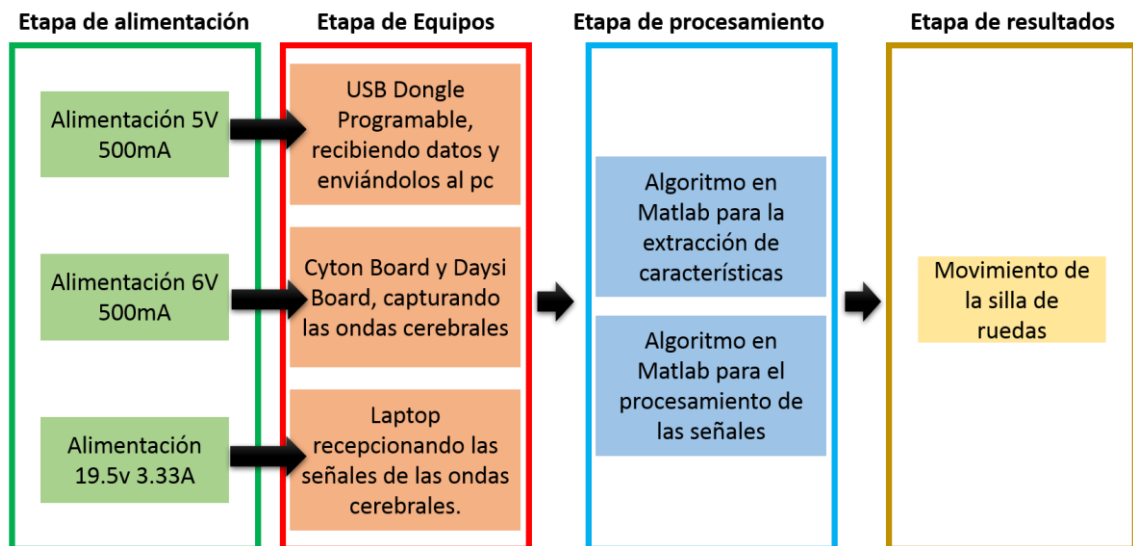 Etapa de alimentación
Etapa de Equipos
Etapa de procesamiento
Etapa de resultados
Alimentación 5V
500mA
Alimentación 6V
500mA
Alimentación
19.5v 3.33A
USB Dongle
Programable,
recibiendo datos y
enviándolos al pc
Cyton Board y Daysi
Board, capturando
las ondas cerebrales
Laptop
recepcionando las
señales de las ondas
cerebrales.
Algoritmo en
Matlab para la
extracción de
características
Algoritmo en
Matlab para el
procesamiento de
las señales
Movimiento de
la silla de
ruedas